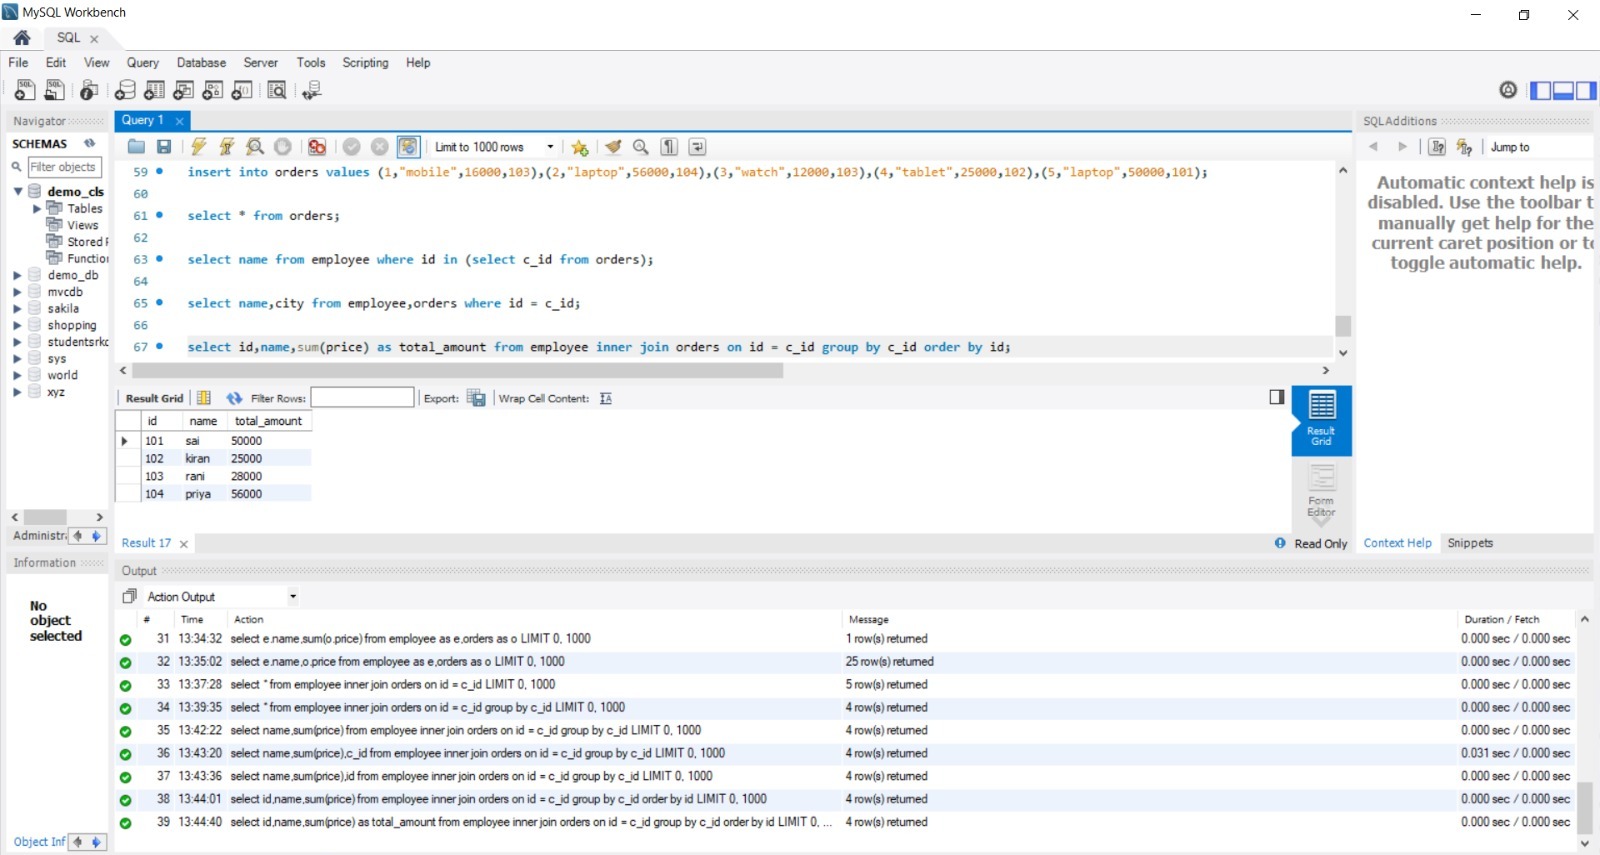 MySQL Workbench
SQL
File Edit View Query Database Server Tools Scripting Help
Navigator
SCHEMAS
Filter objects
demo_cls
Tables
Views
Stored P
Function
demo_db
mvcdb
sakila
shopping
studentsrkc
sys
world
xyz
Administra
Information
No
object
selected
Object Inf
Query 1
Limit to 1000 rows
59 insert into orders values (1,"mobile",16000,103),(2,"laptop",56000,104),(3,"watch",12000,103),(4,"tablet",25000,102),(5,"laptop",50000,101);
60
61 select * from orders;
62
63 select name from employee where id in (select c_id from orders);
64
65 select name,city from employee,orders where id = c_id;
66
67 select id,name,sum(price) as total_amount from employee inner join orders on id = c_id group by c_id order by id;
Result Grid Filter Rows: Export: Wrap Cell Content:
id name total_amount
101 sai 50000
102 kiran 25000
103 rani 28000
104 priya 56000
Result
Grid
Form
Editor
Result 17
Read Only
SQLAdditions
Jump to
Automatic context help is
disabled. Use the toolbar t
manually get help for the
current caret position or to
toggle automatic help.
Context Help Snippets
Output
Action Output
# Time Action Message Duration / Fetch
31 13:34:32 select e.name,sum(o.price) from employee as e,orders as o LIMIT 0, 1000 1 row(s) returned 0.000 sec / 0.000 sec
32 13:35:02 select e.name,o.price from employee as e,orders as o LIMIT 0, 1000 25 row(s) returned 0.000 sec / 0.000 sec
33 13:37:28 select * from employee inner join orders on id = c_id LIMIT 0, 1000 5 row(s) returned 0.000 sec / 0.000 sec
34 13:39:35 select * from employee inner join orders on id = c_id group by c_id LIMIT 0, 1000 4 row(s) returned 0.000 sec / 0.000 sec
35 13:42:22 select name,sum(price) from employee inner join orders on id = c_id group by c_id LIMIT 0, 1000 4 row(s) returned 0.000 sec / 0.000 sec
36 13:43:20 select name,sum(price),c_id from employee inner join orders on id = c_id group by c_id LIMIT 0, 1000 4 row(s) returned 0.031 sec / 0.000 sec
37 13:43:36 select name,sum(price),id from employee inner join orders on id = c_id group by c_id LIMIT 0, 1000 4 row(s) returned 0.000 sec / 0.000 sec
38 13:44:01 select id,name,sum(price) from employee inner join orders on id = c_id group by c_id order by id LIMIT 0, 1000 4 row(s) returned 0.000 sec / 0.000 sec
39 13:44:40 select id,name,sum(price) as total_amount from employee inner join orders on id = c_id group by c_id order by id LIMIT 0, ... 4 row(s) returned 0.000 sec / 0.000 sec